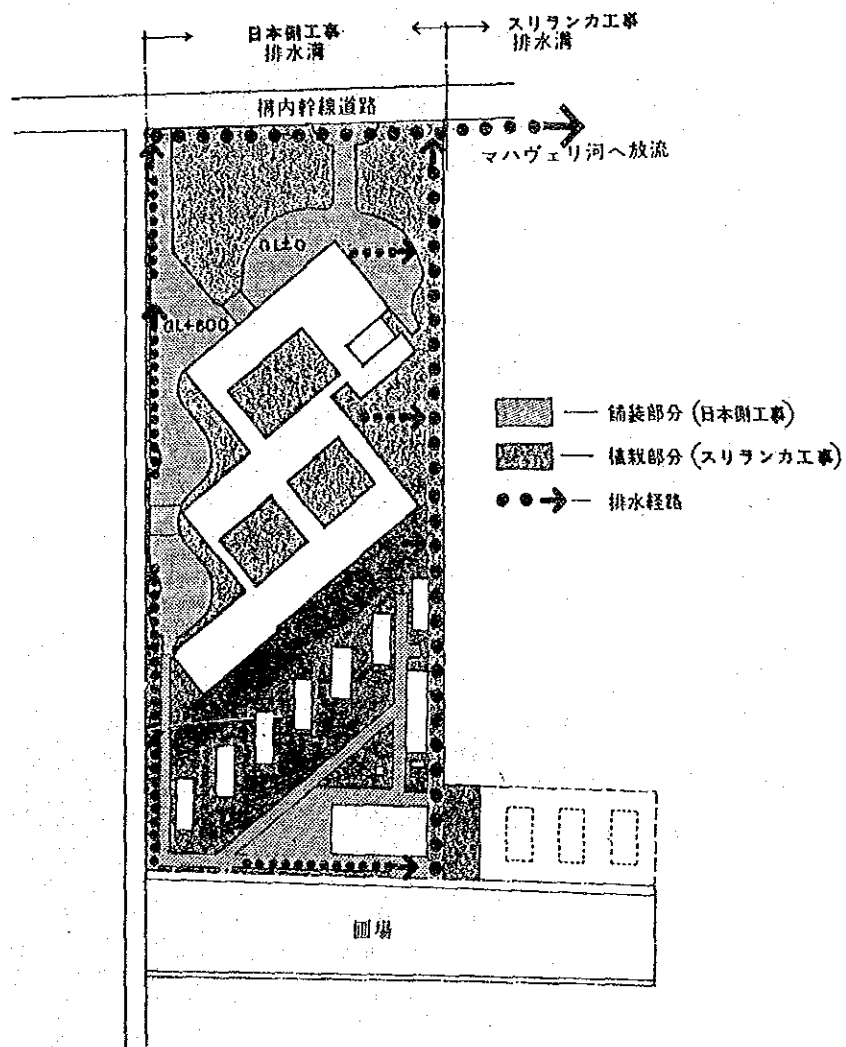 日本側工事
排水溝
スリランカ工事
排水溝
構内幹線道路
マハヴェリ河へ放流
GL±0
GL+600
舗装部分(日本側工事)
植栽部分(スリランカ工事)
排水経路
圃場